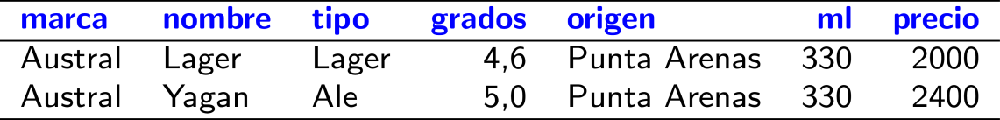 marca nombre tipo grados origen ml precio
Austral Lager Lager 4,6 Punta Arenas 330 2000
Austral Yagan Ale 5,0 Punta Arenas 330 2400